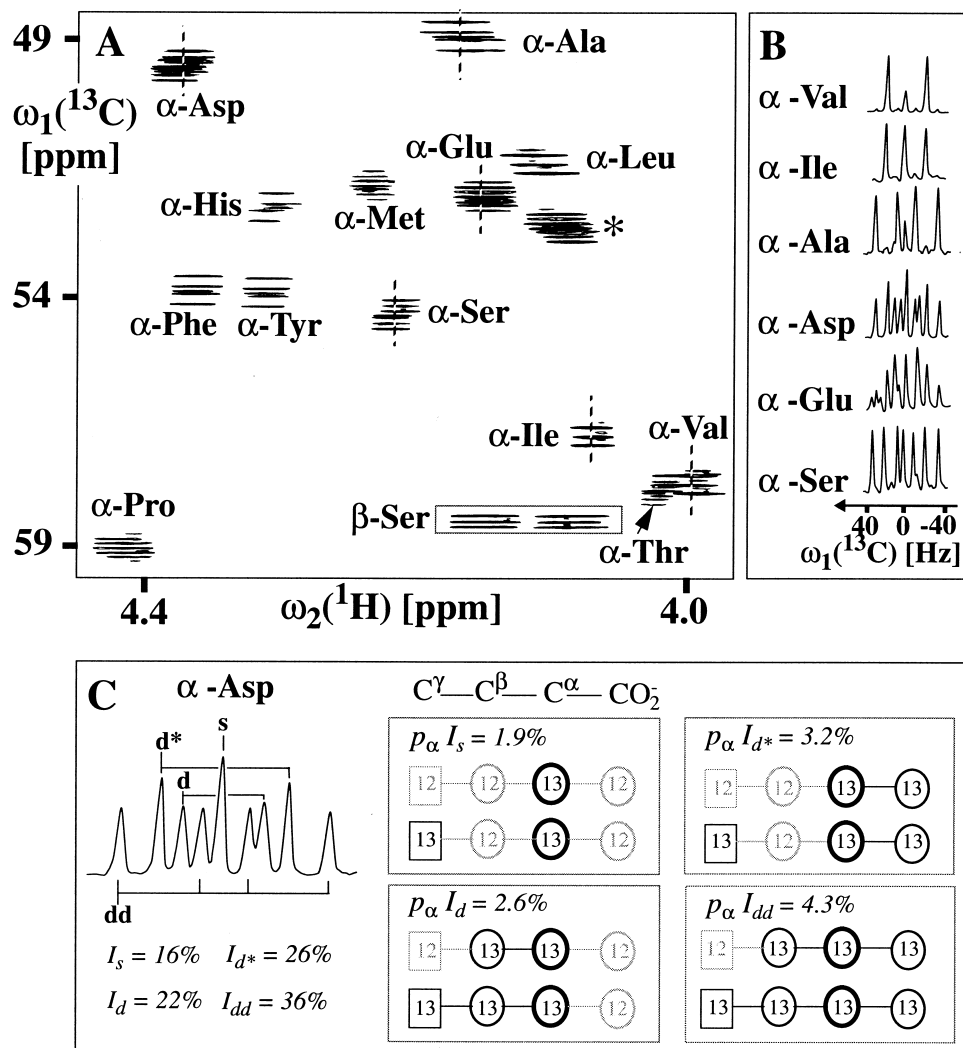 A
49
ω1(¹³C)
[ppm]
54
59
α-Asp
α-Ala
α-Glu
α-Leu
α-His
α-Met
*
α-Phe
α-Tyr
α-Ser
α-Ile
α-Val
α-Pro
β-Ser
α-Thr
4.4
ω2(¹H) [ppm]
4.0
B
α -Val
α -Ile
α -Ala
α -Asp
α -Glu
α -Ser
40 0 -40
ω1(¹³C) [Hz]
C
α -Asp
s
d*
d
dd
Is = 16% Id* = 26%
Id = 22% Idd = 36%
Cγ—Cβ—Cα—CO2-
pα Is = 1.9%
12 12 13 12
13 12 13 12
pα Id* = 3.2%
12 12 13 13
13 12 13 13
pα Id = 2.6%
12 13 13 12
13 13 13 12
pα Idd = 4.3%
12 13 13 13
13 13 13 13